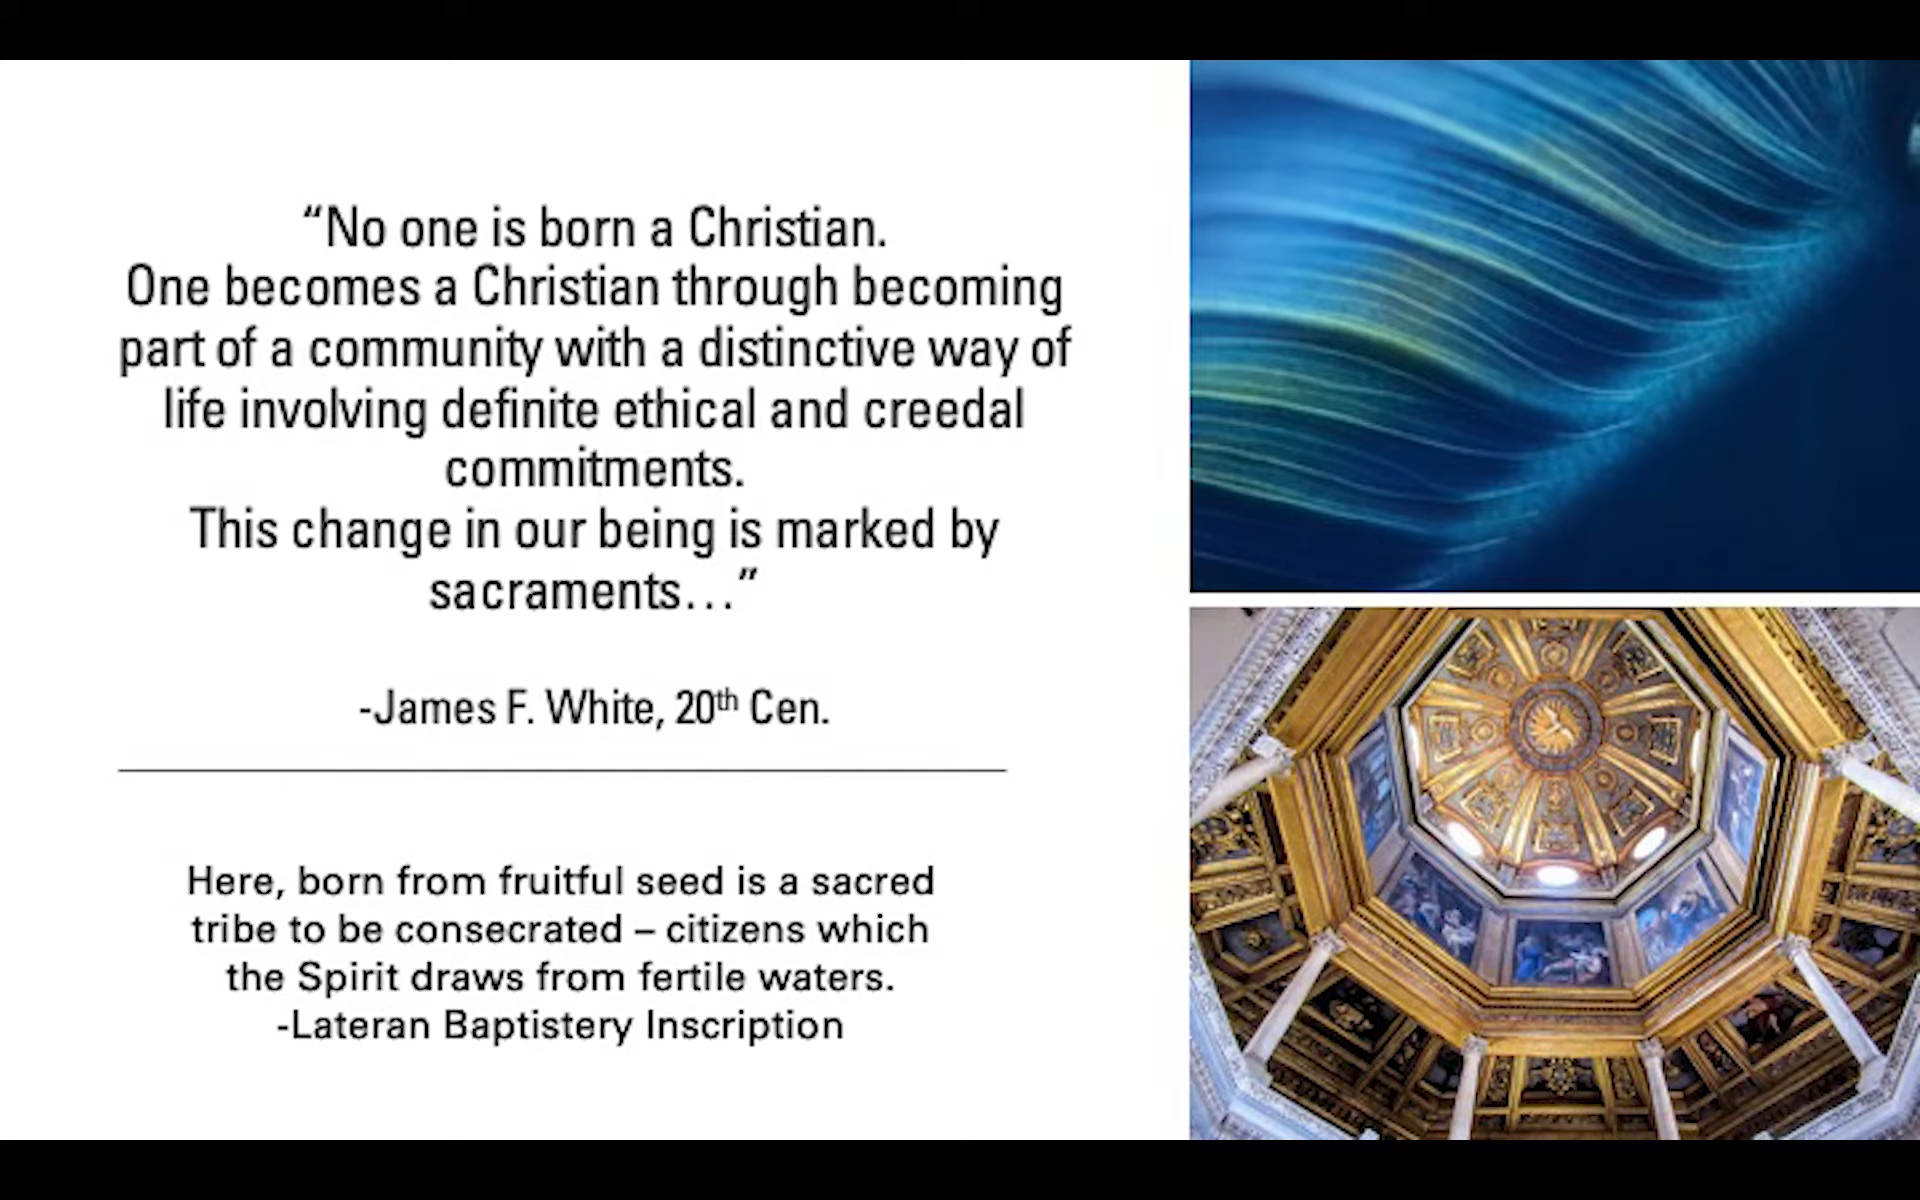 “No one is born a Christian.
One becomes a Christian through becoming
part of a community with a distinctive way of
life involving definite ethical and creedal
commitments.
This change in our being is marked by
sacraments…”
-James F. White, 20th Cen.
Here, born from fruitful seed is a sacred
tribe to be consecrated – citizens which
the Spirit draws from fertile waters.
-Lateran Baptistery Inscription